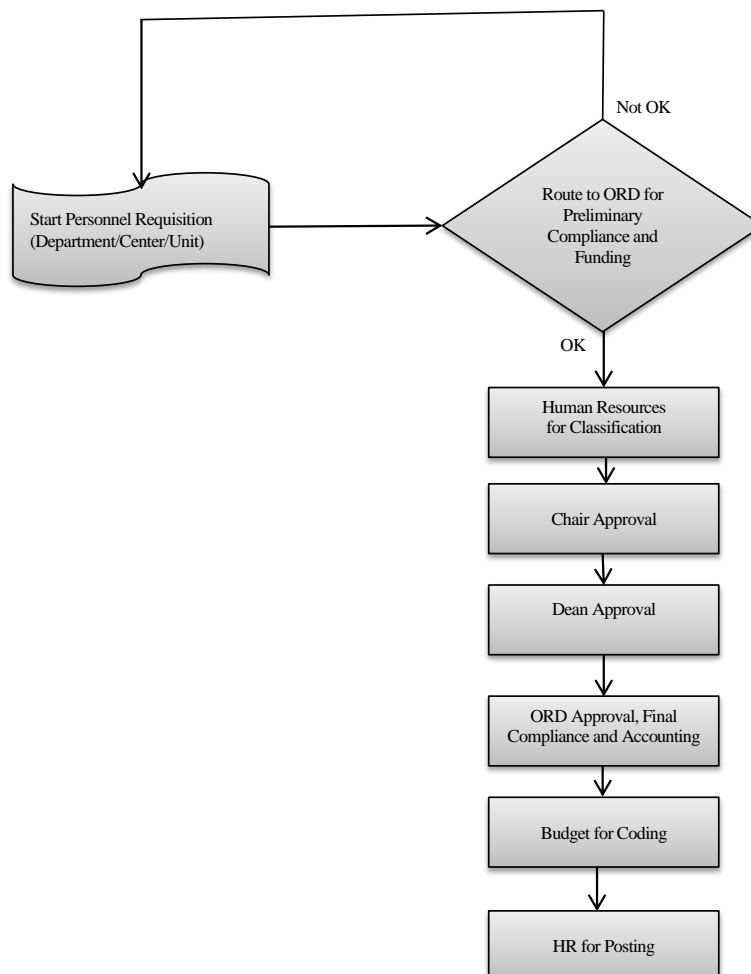 Not OK
Start Personnel Requisition
(Department/Center/Unit)
Route to ORD for
Preliminary
Compliance and
Funding
OK
Human Resources
for Classification
Chair Approval
Dean Approval
ORD Approval, Final
Compliance and Accounting
Budget for Coding
HR for Posting